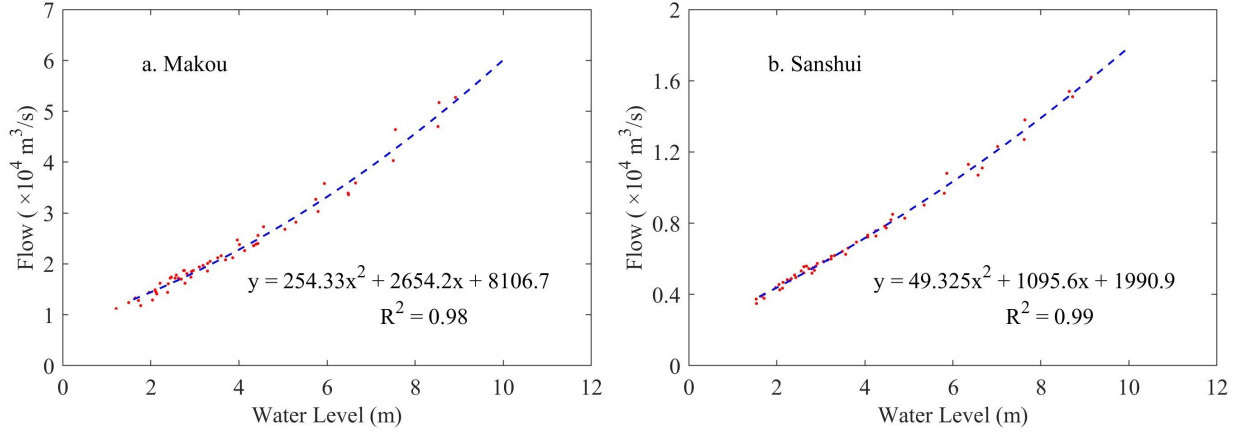 7
6
5
4
3
2
1
0
Flow ( ×10⁴ m³/s)
a. Makou
y = 254.33x² + 2654.2x + 8106.7
R² = 0.98
0 2 4 6 8 10 12
Water Level (m)
2
1.6
1.2
0.8
0.4
0
Flow ( ×10⁴ m³/s)
b. Sanshui
y = 49.325x² + 1095.6x + 1990.9
R² = 0.99
0 2 4 6 8 10 12
Water Level (m)